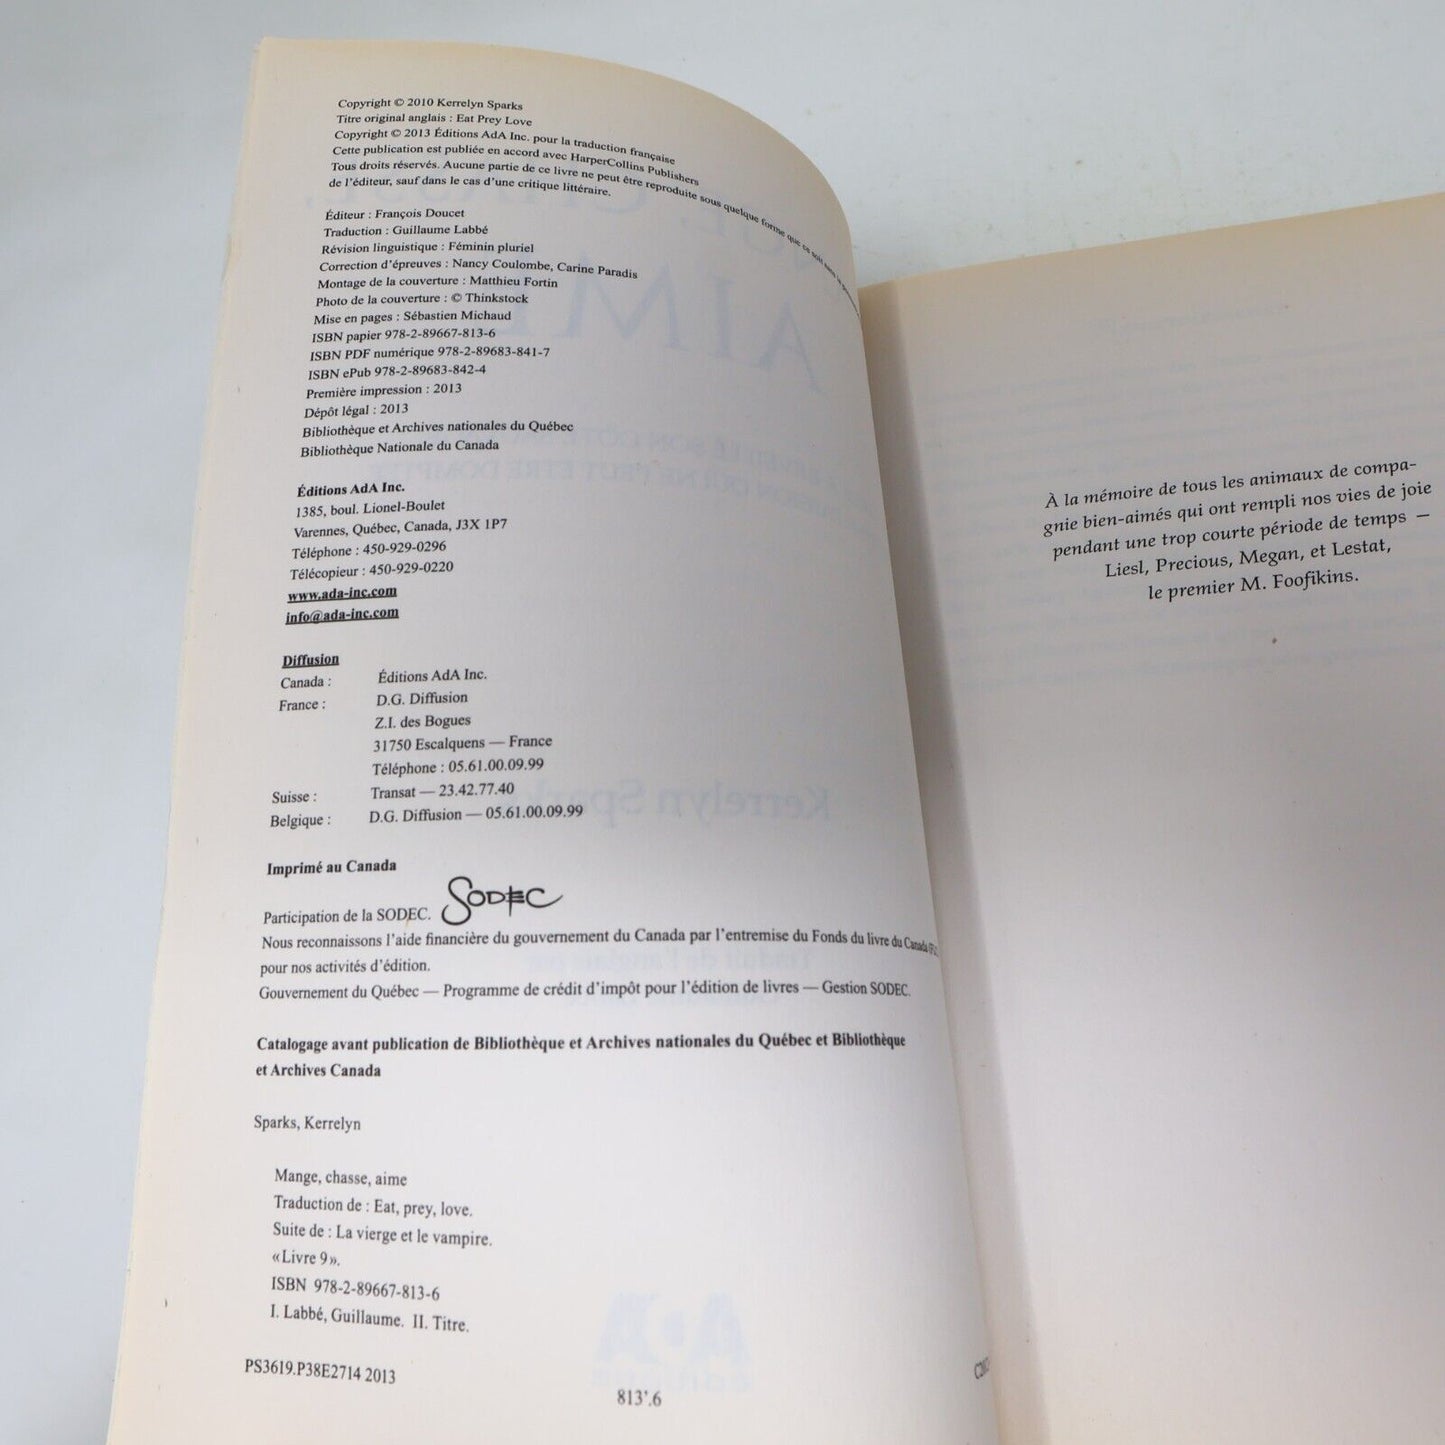 Copyright © 2010 Kerrelyn Sparks
Titre original anglais : Eat Prey Love
Copyright © 2013 Éditions AdA Inc. pour la traduction française
Cette publication est publiée en accord avec HarperCollins Publishers
Tous droits réservés. Aucune partie de ce livre ne peut être reproduite sous quelque forme que ce soit sans la
de l'éditeur, sauf dans le cas d'une critique littéraire.
Éditeur : François Doucet
Traduction : Guillaume Labbé
Révision linguistique : Féminin pluriel
Correction d'épreuves : Nancy Coulombe, Carine Paradis
Montage de la couverture : Matthieu Fortin
Photo de la couverture : © Thinkstock
Mise en pages : Sébastien Michaud
ISBN papier 978-2-89667-813-6
ISBN PDF numérique 978-2-89683-841-7
ISBN ePub 978-2-89683-842-4
Première impression : 2013
Dépôt légal : 2013
Bibliothèque et Archives nationales du Québec
Bibliothèque Nationale du Canada
Éditions AdA Inc.
1385, boul. Lionel-Boulet
Varennes, Québec, Canada, J3X 1P7
Téléphone : 450-929-0296
Télécopieur : 450-929-0220
www.ada-inc.com
info@ada-inc.com
Diffusion
Canada : Éditions AdA Inc.
France : D.G. Diffusion
Z.I. des Bogues
31750 Escalquens — France
Téléphone : 05.61.00.09.99
Suisse : Transat — 23.42.77.40
Belgique : D.G. Diffusion — 05.61.00.09.99
Imprimé au Canada
Participation de la SODEC. SODEC
Nous reconnaissons l'aide financière du gouvernement du Canada par l'entremise du Fonds du livre du Canada
pour nos activités d'édition.
Gouvernement du Québec — Programme de crédit d'impôt pour l'édition de livres — Gestion SODEC.
Catalogage avant publication de Bibliothèque et Archives nationales du Québec et Bibliothèque
et Archives Canada
Sparks, Kerrelyn
Mange, chasse, aime
Traduction de : Eat, prey, love.
Suite de : La vierge et le vampire.
«Livre 9».
ISBN 978-2-89667-813-6
I. Labbé, Guillaume. II. Titre.
PS3619.P38E2714 2013
813'.6
À la mémoire de tous les animaux de compa-
gnie bien-aimés qui ont rempli nos vies de joie
pendant une trop courte période de temps —
Liesl, Precious, Megan, et Lestat,
le premier M. Foofikins.